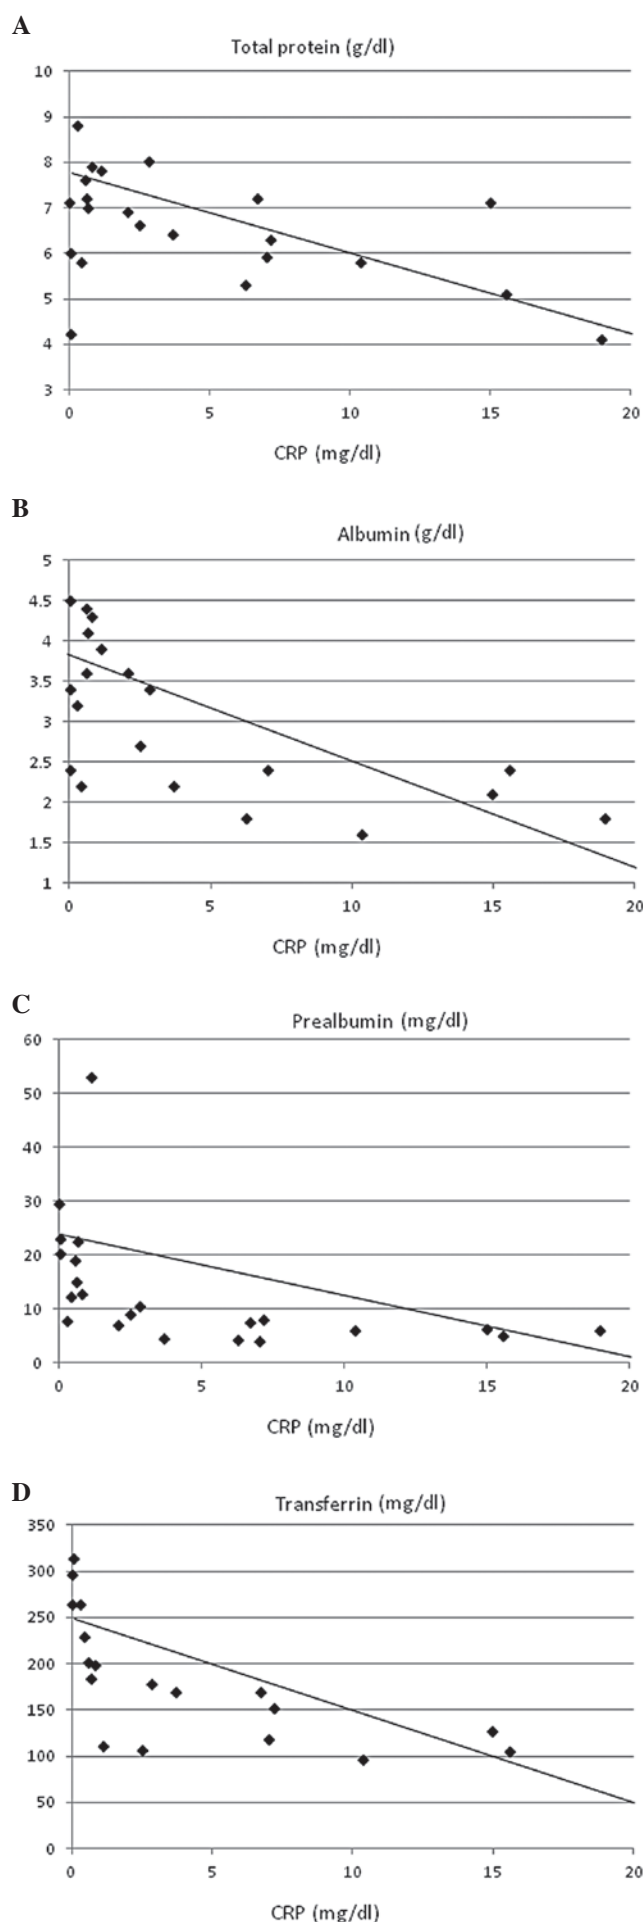 A
Total protein (g/dl)
10
9
8
7
6
5
4
3
0 5 10 15 20
CRP (mg/dl)
B
Albumin (g/dl)
5
4.5
4
3.5
3
2.5
2
1.5
1
0 5 10 15 20
CRP (mg/dl)
C
Prealbumin (mg/dl)
60
50
40
30
20
10
0
0 5 10 15 20
CRP (mg/dl)
D
Transferrin (mg/dl)
350
300
250
200
150
100
50
0
0 5 10 15 20
CRP (mg/dl)